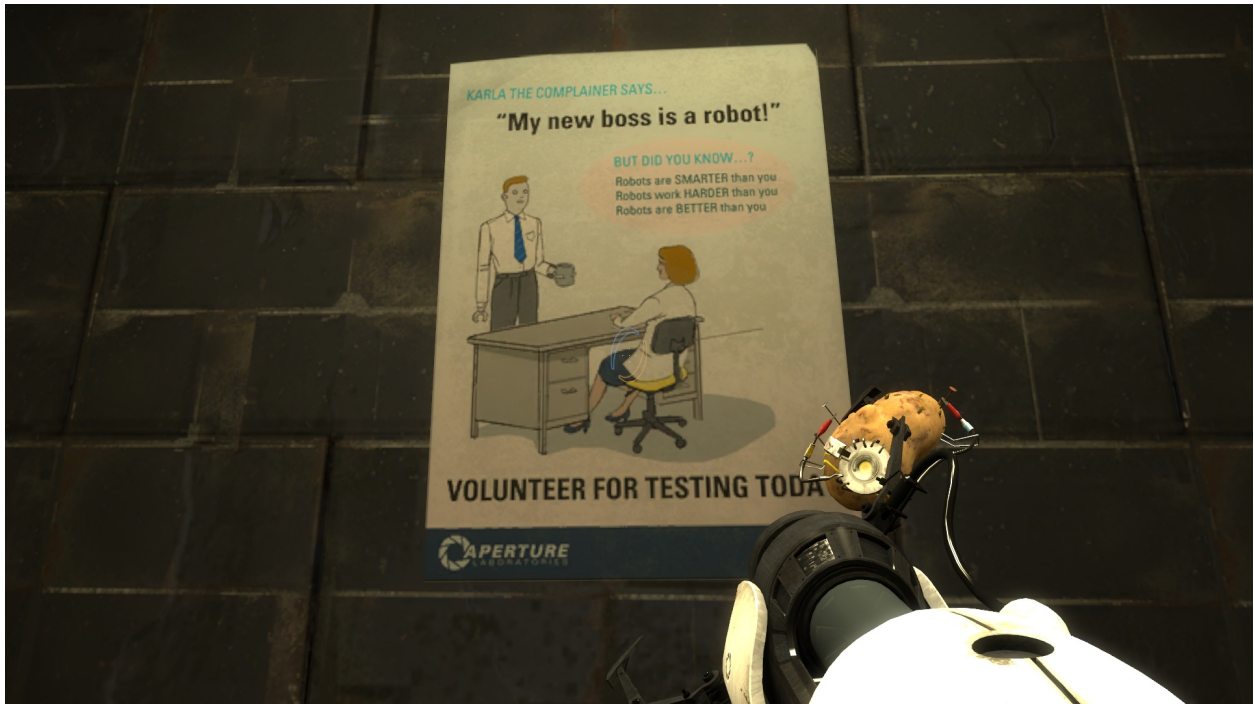 KARLA THE COMPLAINER SAYS...
"My new boss is a robot!"
BUT DID YOU KNOW...?
Robots are SMARTER than you
Robots work HARDER than you
Robots are BETTER than you
VOLUNTEER FOR TESTING TODA
APERTURE
LABORATORIES